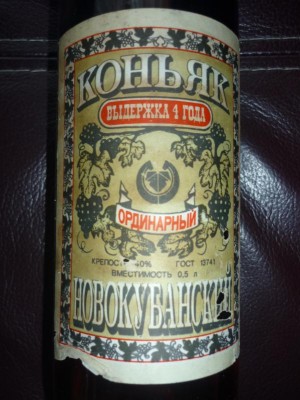 КОНЬЯК
ВЫДЕРЖКА 4 ГОДА
ОРДИНАРНЫЙ
КРЕПОСТЬ 40% ГОСТ 13741
ВМЕСТИМОСТЬ 0,5 л
НОВОКУБАНСКИЙ